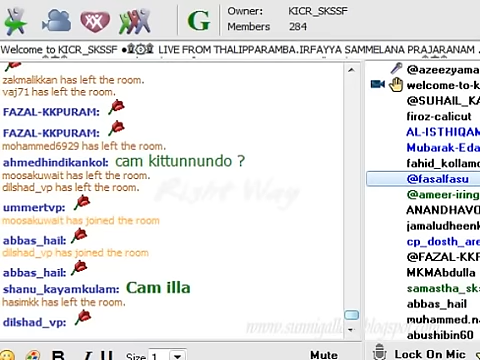 G
Owner: KICR_SKSSF
Members 284
Welcome to KICR_SKSSF
LIVE FROM THALIPPARAMBA.IRFAYYA SAMMELANA PRAJARANAM
zakmalikkan has left the room.
vaj71 has left the room.
FAZAL-KKPURAM:
FAZAL-KKPURAM:
mohammed6929 has left the room.
ahmedhindikankol: cam kittunnundo ?
moosakuwait has left the room.
dilshad_vp has left the room.
ummertvp:
moosakuwait has joined the room
abbas_hail:
dilshad_vp has joined the room
abbas_hail:
shanu_kayamkulam: Cam illa
hasimkk has left the room.
dilshad_vp:
Right Way
B I U Size 1 Mute
@azeezyama
welcome-to-k
@SUHAIL_KA
firoz-calicut
AL-ISTHIQAM
Mubarak-Eda
fahid_kollamo
@fasalfasu
@ameer-iring
ANANDHAVO
jamaludheenk
cp_dosth_are
@FAZAL-KKP
MKMAbdulla
samastha_sk
abbas_hail
muhammed.na
abushibin60
Lock On Mic